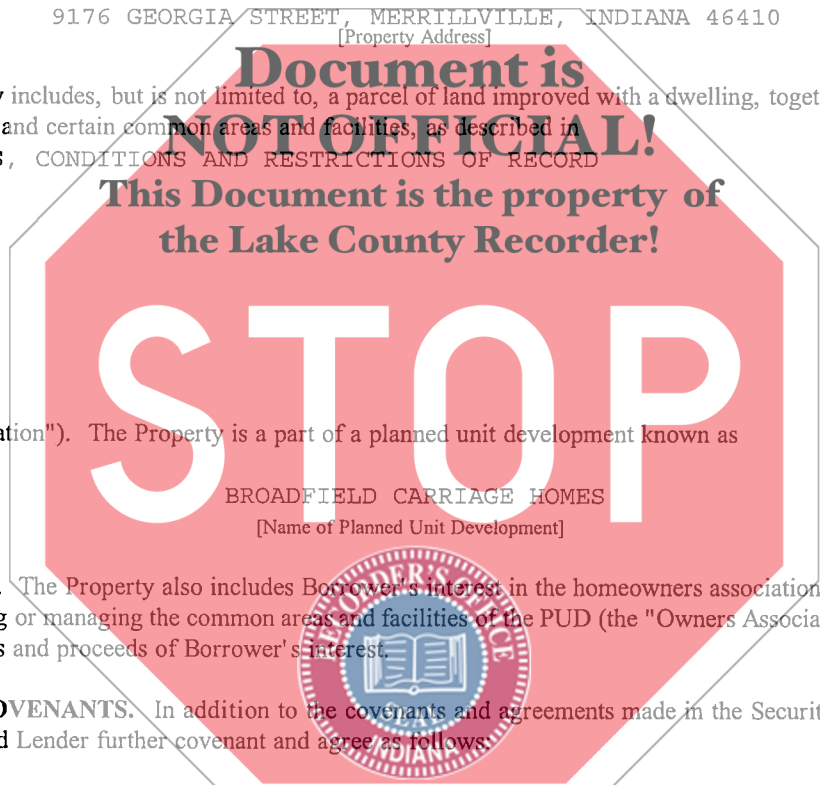 9176 GEORGIA STREET, MERRILLVILLE, INDIANA 46410
[Property Address]
Document is
includes, but is not limited to, a parcel of land improved with a dwelling, toget
and certain common areas and facilities, as described in
NOT OFFICIAL!
, CONDITIONS AND RESTRICTIONS OF RECORD
This Document is the property of
the Lake County Recorder!
STOP
ation"). The Property is a part of a planned unit development known as
BROADFIELD CARRIAGE HOMES
[Name of Planned Unit Development]
The Property also includes Borrower's interest in the homeowners association
g or managing the common areas and facilities of the PUD (the "Owners Associa
s and proceeds of Borrower's interest.
RECORDER'S OFFICE
OVENANTS. In addition to the covenants and agreements made in the Securit
d Lender further covenant and agree as follows:
SEAL
INDIANA